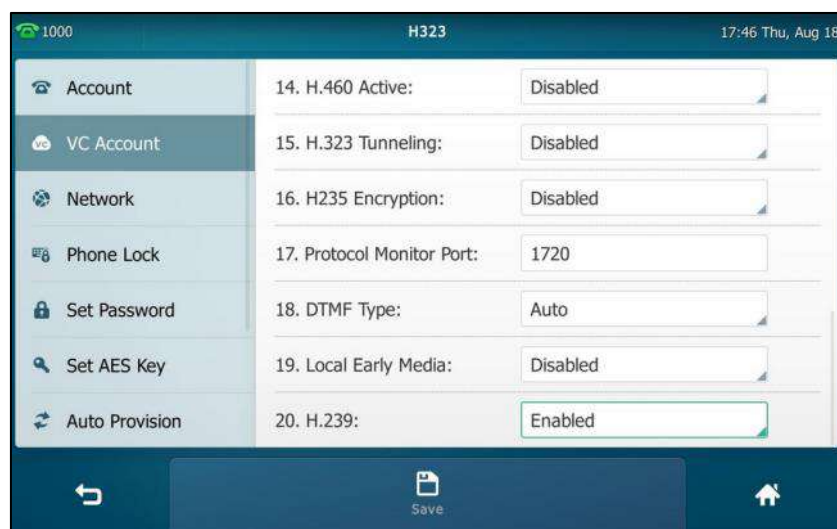 1000 H323 17:46 Thu, Aug 18
Account
VC Account
Network
Phone Lock
Set Password
Set AES Key
Auto Provision
14. H.460 Active: Disabled
15. H.323 Tunneling: Disabled
16. H235 Encryption: Disabled
17. Protocol Monitor Port: 1720
18. DTMF Type: Auto
19. Local Early Media: Disabled
20. H.239: Enabled
Save